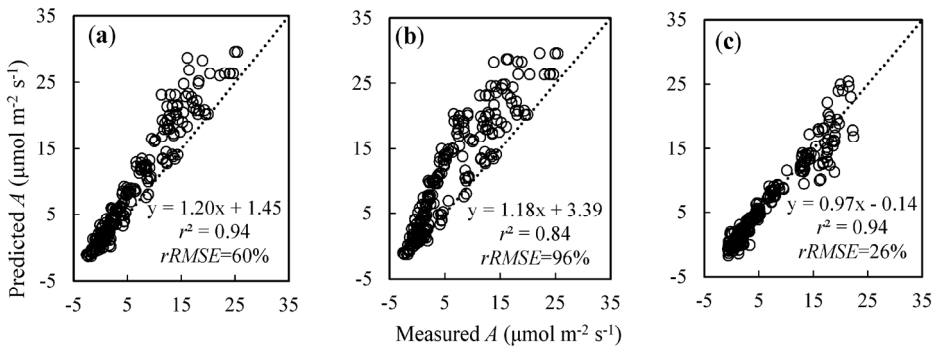 Predicted A (μmol m⁻² s⁻¹)
35
25
15
5
-5
(a)
y = 1.20x + 1.45
r² = 0.94
rRMSE=60%
-5 5 15 25 35
35
25
15
5
-5
(b)
y = 1.18x + 3.39
r² = 0.84
rRMSE=96%
-5 5 15 25 35
35
25
15
5
-5
(c)
y = 0.97x - 0.14
r² = 0.94
rRMSE=26%
-5 5 15 25 35
Measured A (μmol m⁻² s⁻¹)